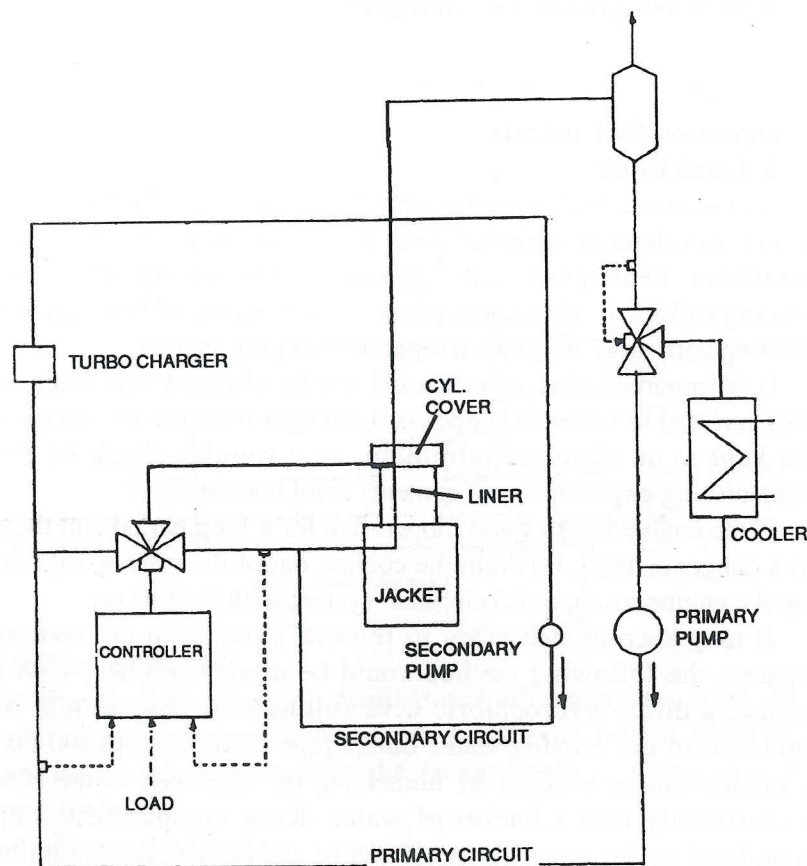 TURBO CHARGER
CYL.
COVER
LINER
COOLER
JACKET
PRIMARY
PUMP
CONTROLLER
SECONDARY
PUMP
SECONDARY CIRCUIT
LOAD
PRIMARY CIRCUIT